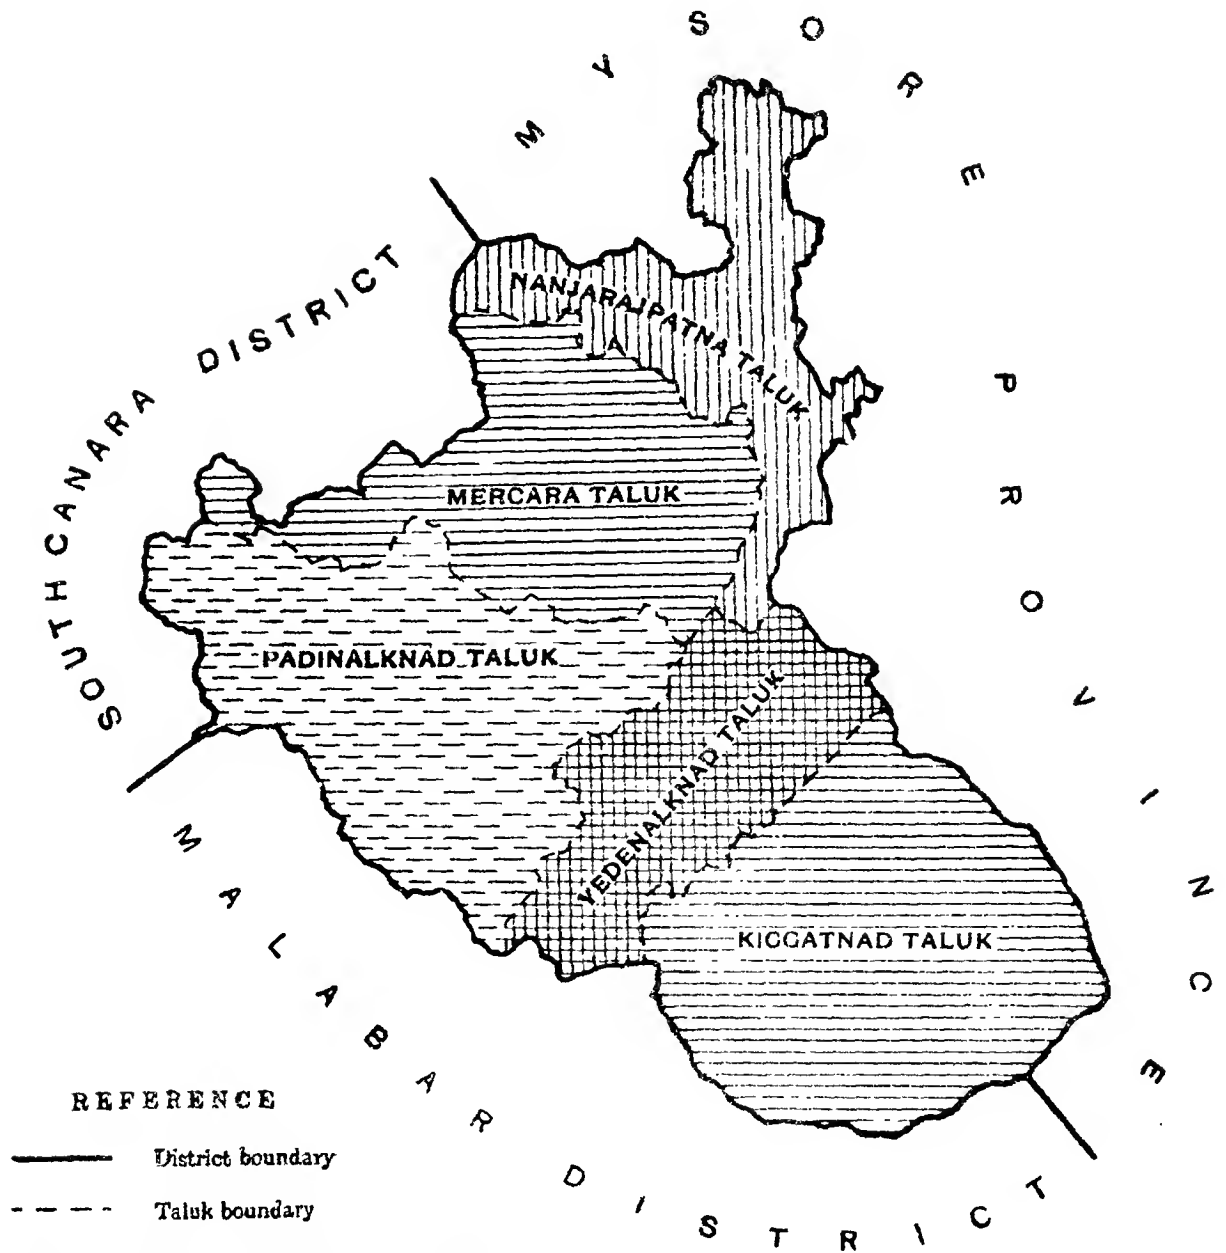 MYSORE PROVINCE
SOUTH CANARA DISTRICT
NANJARAJPATNA TALUK
MERCARA TALUK
PADINALKNAD TALUK
YEDENALKNAD TALUK
KIGGATNAD TALUK
MALABAR DISTRICT
REFERENCE
District boundary
Taluk boundary